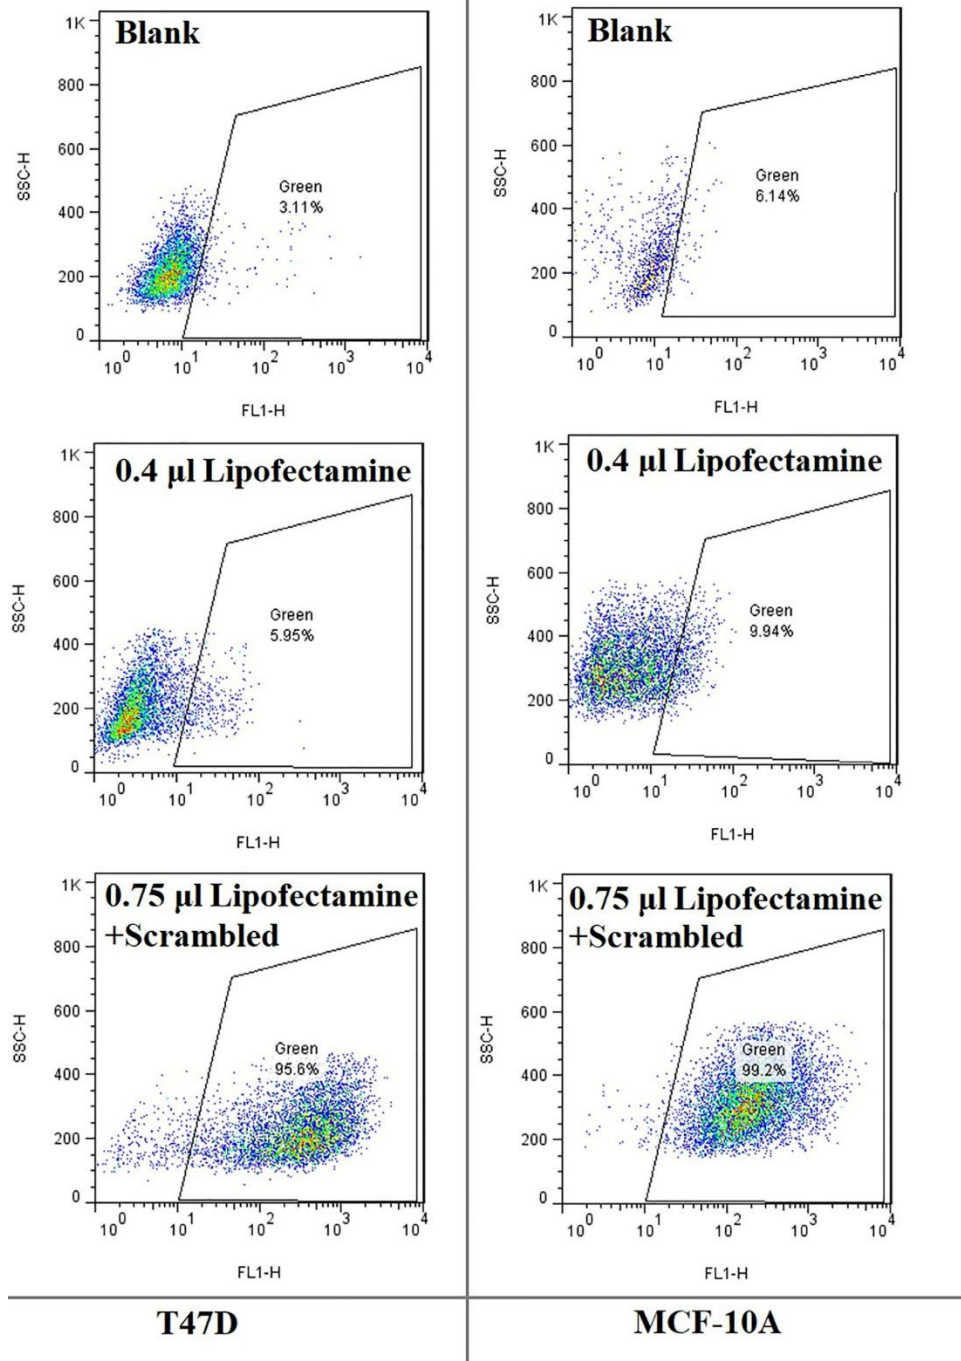 Blank
1K
800
600
400
200
0
SSC-H
Green
3.11%
10^0 10^1 10^2 10^3 10^4
FL1-H
Blank
1K
800
600
400
200
0
SSC-H
Green
6.14%
10^0 10^1 10^2 10^3 10^4
FL1-H
0.4 µl Lipofectamine
1K
800
600
400
200
0
SSC-H
Green
5.95%
10^0 10^1 10^2 10^3 10^4
FL1-H
0.4 µl Lipofectamine
1K
800
600
400
200
0
SSC-H
Green
9.94%
10^0 10^1 10^2 10^3 10^4
FL1-H
0.75 µl Lipofectamine
+Scrambled
1K
800
600
400
200
0
SSC-H
Green
95.6%
10^0 10^1 10^2 10^3 10^4
FL1-H
0.75 µl Lipofectamine
+Scrambled
1K
800
600
400
200
0
SSC-H
Green
99.2%
10^0 10^1 10^2 10^3 10^4
FL1-H
T47D
MCF-10A